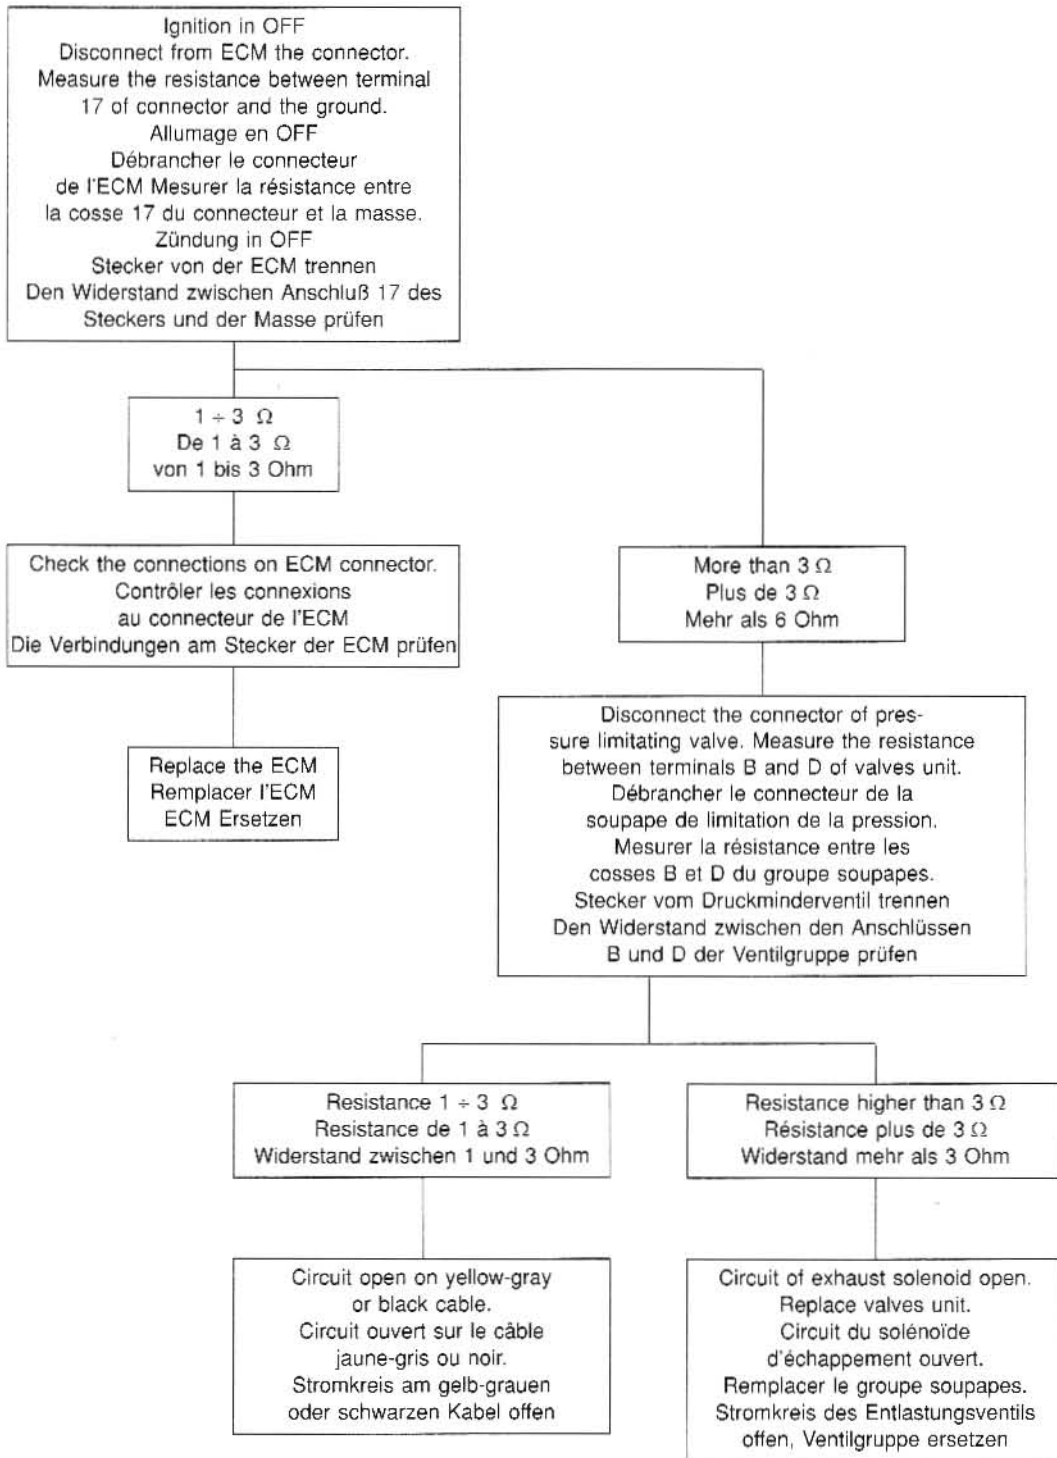 Ignition in OFF
Disconnect from ECM the connector.
Measure the resistance between terminal
17 of connector and the ground.
Allumage en OFF
Débrancher le connecteur
de l'ECM Mesurer la résistance entre
la cosse 17 du connecteur et la masse.
Zündung in OFF
Stecker von der ECM trennen
Den Widerstand zwischen Anschluß 17 des
Steckers und der Masse prüfen
1 ÷ 3 Ω
De 1 à 3 Ω
von 1 bis 3 Ohm
Check the connections on ECM connector.
Contrôler les connexions
au connecteur de l'ECM
Die Verbindungen am Stecker der ECM prüfen
More than 3 Ω
Plus de 3 Ω
Mehr als 6 Ohm
Replace the ECM
Remplacer l'ECM
ECM Ersetzen
Disconnect the connector of pres-
sure limitating valve. Measure the resistance
between terminals B and D of valves unit.
Débrancher le connecteur de la
soupape de limitation de la pression.
Mesurer la résistance entre les
cosses B et D du groupe soupapes.
Stecker vom Druckminderventil trennen
Den Widerstand zwischen den Anschlüssen
B und D der Ventilgruppe prüfen
Resistance 1 ÷ 3 Ω
Resistance de 1 à 3 Ω
Widerstand zwischen 1 und 3 Ohm
Resistance higher than 3 Ω
Résistance plus de 3 Ω
Widerstand mehr als 3 Ohm
Circuit open on yellow-gray
or black cable.
Circuit ouvert sur le câble
jaune-gris ou noir.
Stromkreis am gelb-grauen
oder schwarzen Kabel offen
Circuit of exhaust solenoid open.
Replace valves unit.
Circuit du solénoïde
d'échappement ouvert.
Remplacer le groupe soupapes.
Stromkreis des Entlastungsventils
offen, Ventilgruppe ersetzen